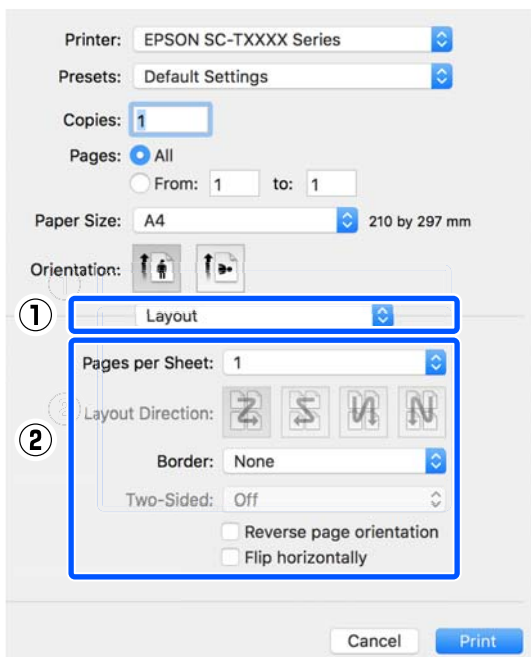 Printer: EPSON SC-TXXXX Series
Presets: Default Settings
Copies: 1
Pages: All
From: 1 to: 1
Paper Size: A4 210 by 297 mm
Orientation:
① Layout
Pages per Sheet: 1
② Layout Direction:
Border: None
Two-Sided: Off
Reverse page orientation
Flip horizontally
Cancel Print